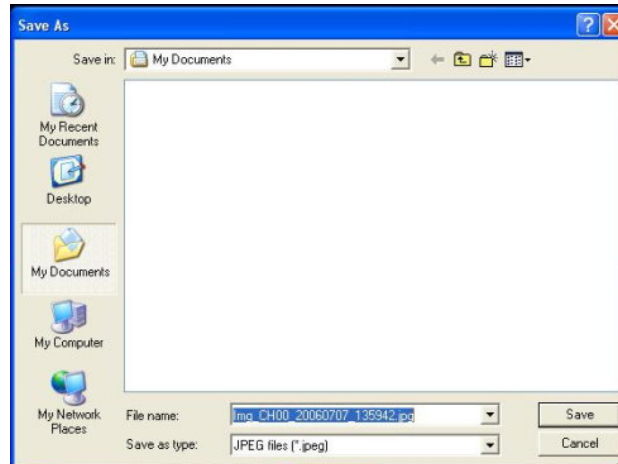 Save As
Save in:
My Documents
My Recent
Documents
Desktop
My Documents
My Computer
My Network
Places
File name:
Img_CH00_20060707_135942.jpg
Save
Save as type:
JPEG files (*.jpeg)
Cancel